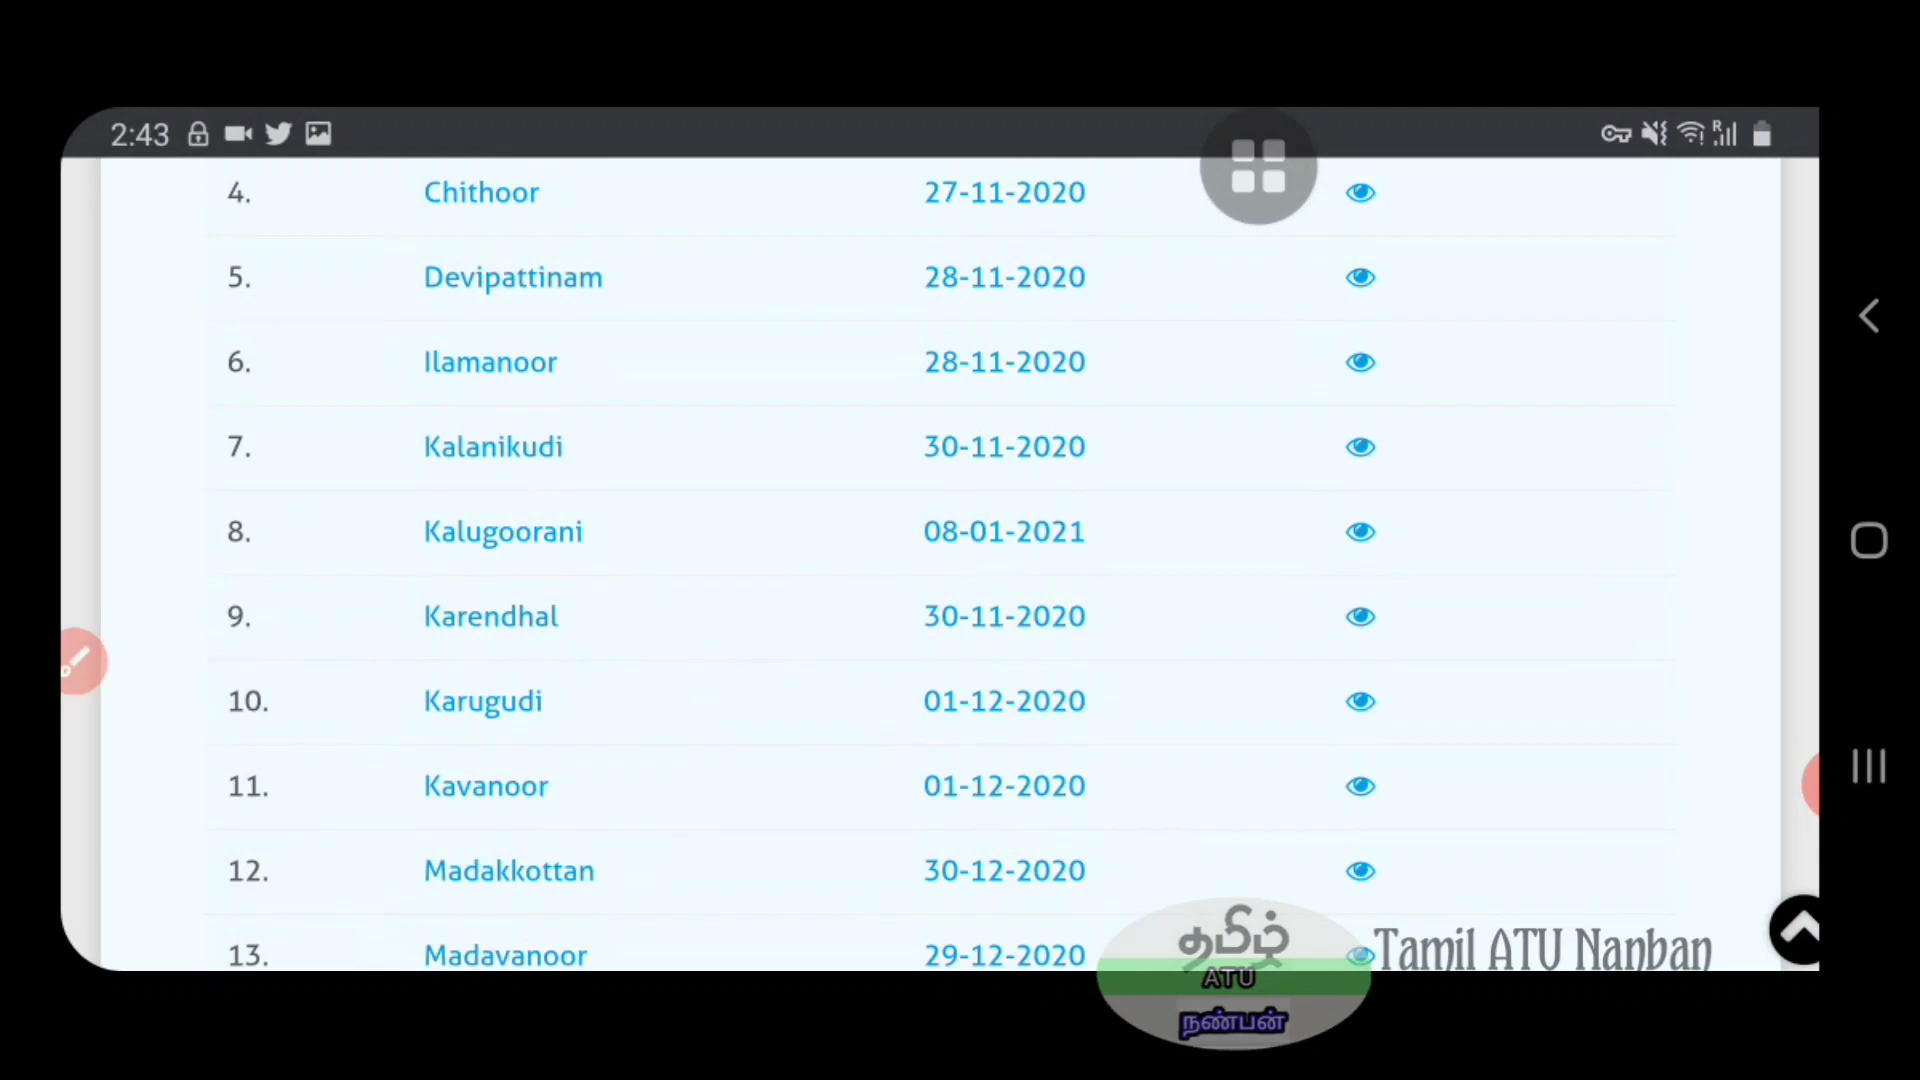 2:43
4. Chithoor 27-11-2020
5. Devipattinam 28-11-2020
6. Ilamanoor 28-11-2020
7. Kalanikudi 30-11-2020
8. Kalugoorani 08-01-2021
9. Karendhal 30-11-2020
10. Karugudi 01-12-2020
11. Kavanoor 01-12-2020
12. Madakkottan 30-12-2020
13. Madavanoor 29-12-2020
தமிழ்
ATU
நண்பன்
Tamil ATU Nanban